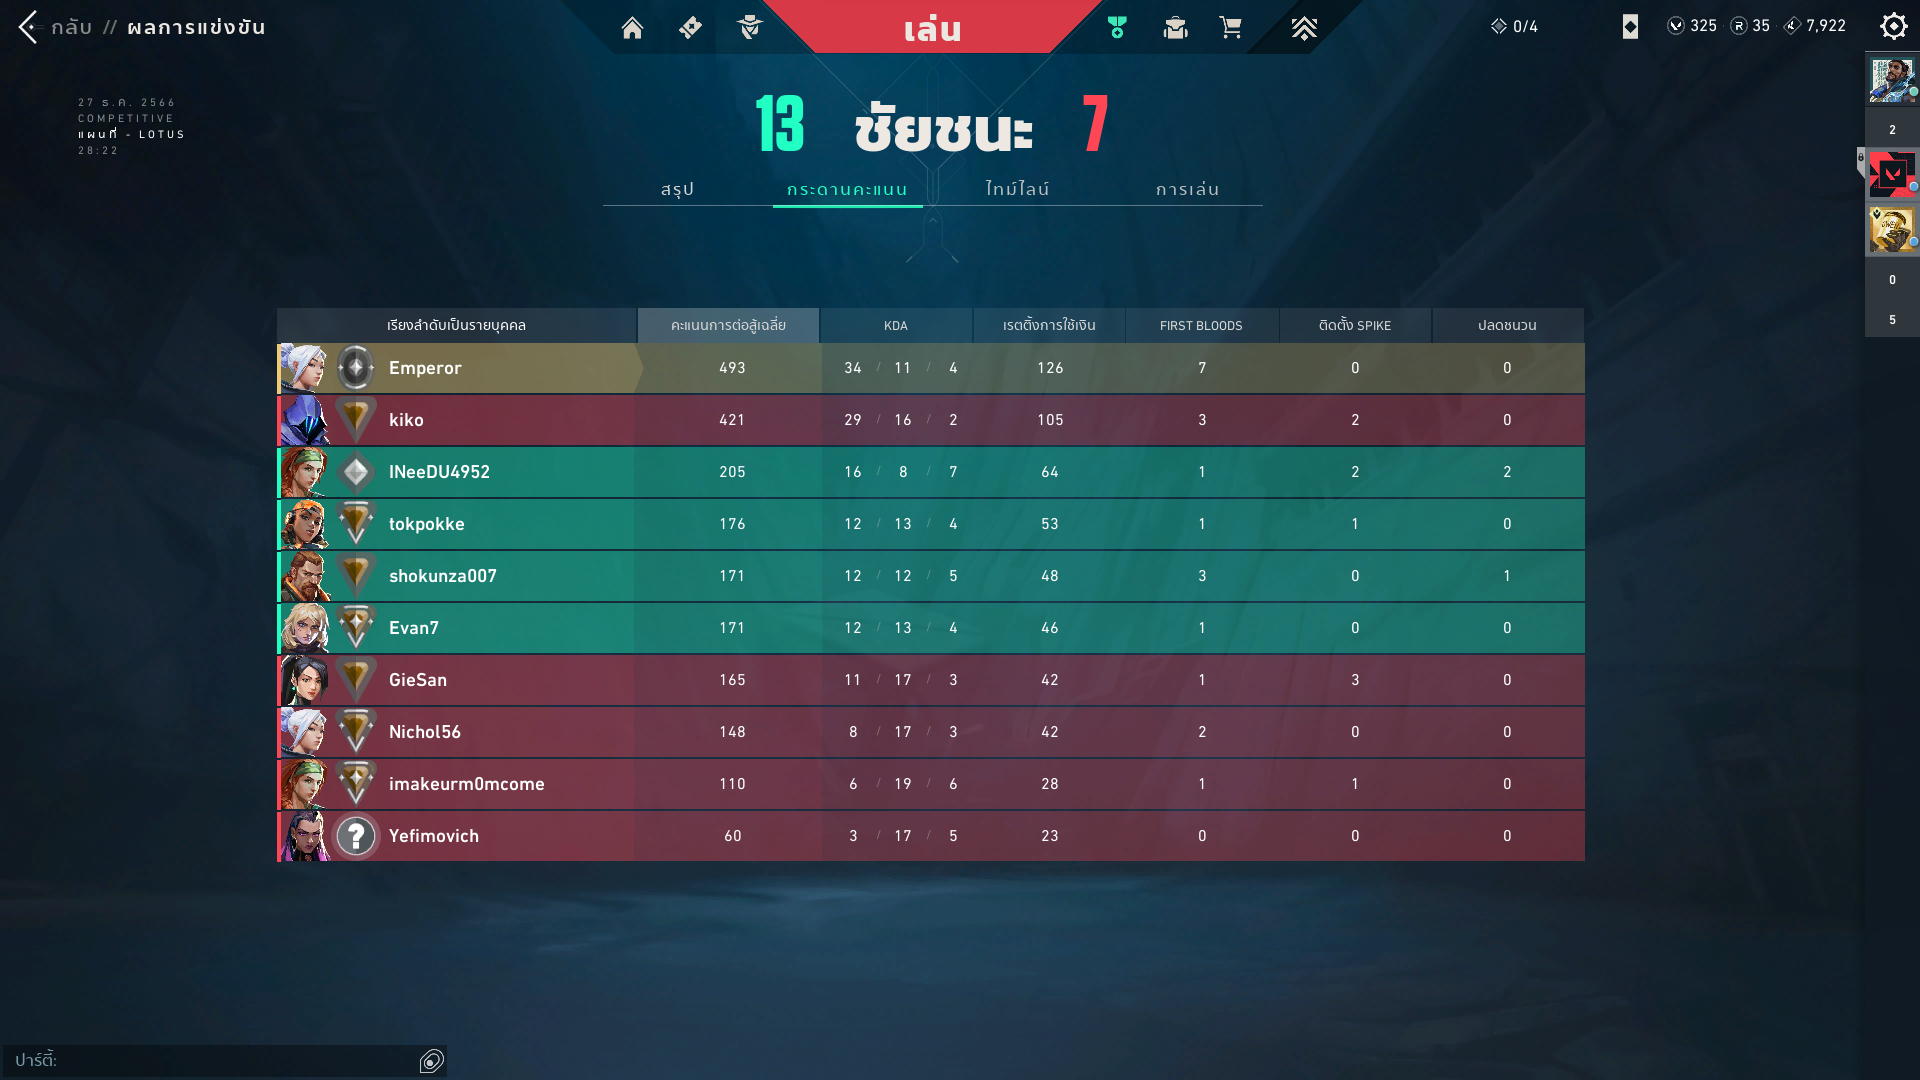 กลับ // ผลการแข่งขัน
เล่น
0/4
325 35 7,922
27 ธ.ค. 2566
COMPETITIVE
แผนที่ - LOTUS
28:22
13 ชัยชนะ 7
สรุป กระดานคะแนน ไทม์ไลน์ การเล่น
2
0
5
เรียงลำดับเป็นรายบุคคล คะแนนการต่อสู้เฉลี่ย KDA เรตติ้งการใช้เงิน FIRST BLOODS ติดตั้ง SPIKE ปลดชนวน
Emperor 493 34 / 11 / 4 126 7 0 0
kiko 421 29 / 16 / 2 105 3 2 0
INeeDU4952 205 16 / 8 / 7 64 1 2 2
tokpokke 176 12 / 13 / 4 53 1 1 0
shokunza007 171 12 / 12 / 5 48 3 0 1
Evan7 171 12 / 13 / 4 46 1 0 0
GieSan 165 11 / 17 / 3 42 1 3 0
Nichol56 148 8 / 17 / 3 42 2 0 0
imakeurm0mcome 110 6 / 19 / 6 28 1 1 0
? Yefimovich 60 3 / 17 / 5 23 0 0 0
ปาร์ตี้: